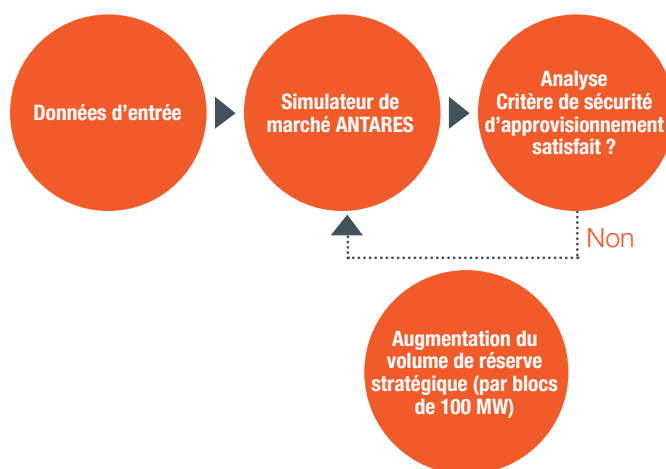 Données d'entrée
Simulateur de
marché ANTARES
Analyse
Critère de sécurité
d'approvisionnement
satisfait ?
Non
Augmentation du
volume de réserve
stratégique (par blocs
de 100 MW)